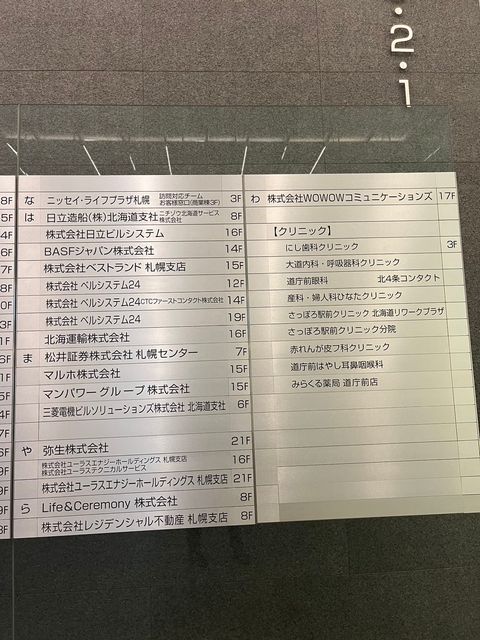 ・2・1
8F
5F
4F
6F
7F
8F
0F
3F
1F
6F
1F
5F
4F
7F
6F
9F
9F
9F
3F
な ニッセイ・ライフプラザ札幌 訪問対応チーム 3F
お客様窓口(商業棟3F)
は 日立造船(株)北海道支社 ニチゾウ北海道サービス 8F
株式会社
株式会社日立ビルシステム 16F
BASFジャパン株式会社 14F
株式会社ベストランド 札幌支店 15F
株式会社 ベルシステム24 12F
株式会社 ベルシステム24 CTCファーストコンタクト株式会社 14F
株式会社 ベルシステム24 19F
北海運輸株式会社 16F
ま 松井証券株式会社 札幌センター 7F
マルホ株式会社 15F
マンパワーグループ株式会社 15F
三菱電機ビルソリューションズ株式会社 北海道支社 6F
や 弥生株式会社 21F
株式会社ユーラスエナジーホールディングス 札幌支店 16F
株式会社ユーラステクニカルサービス
株式会社ユーラスエナジーホールディングス 札幌支店 21F
ら Life&Ceremony 株式会社 8F
株式会社レジデンシャル不動産 札幌支店 8F
わ 株式会社WOWOWコミュニケーションズ 17F
【クリニック】
にし歯科クリニック 3F
大道内科・呼吸器科クリニック
道庁前眼科 北4条コンタクト
産科・婦人科ひなたクリニック
さっぽろ駅前クリニック 北海道リワークプラザ
さっぽろ駅前クリニック分院
赤れんが皮フ科クリニック
道庁前はやし耳鼻咽喉科
みらくる薬局 道庁前店